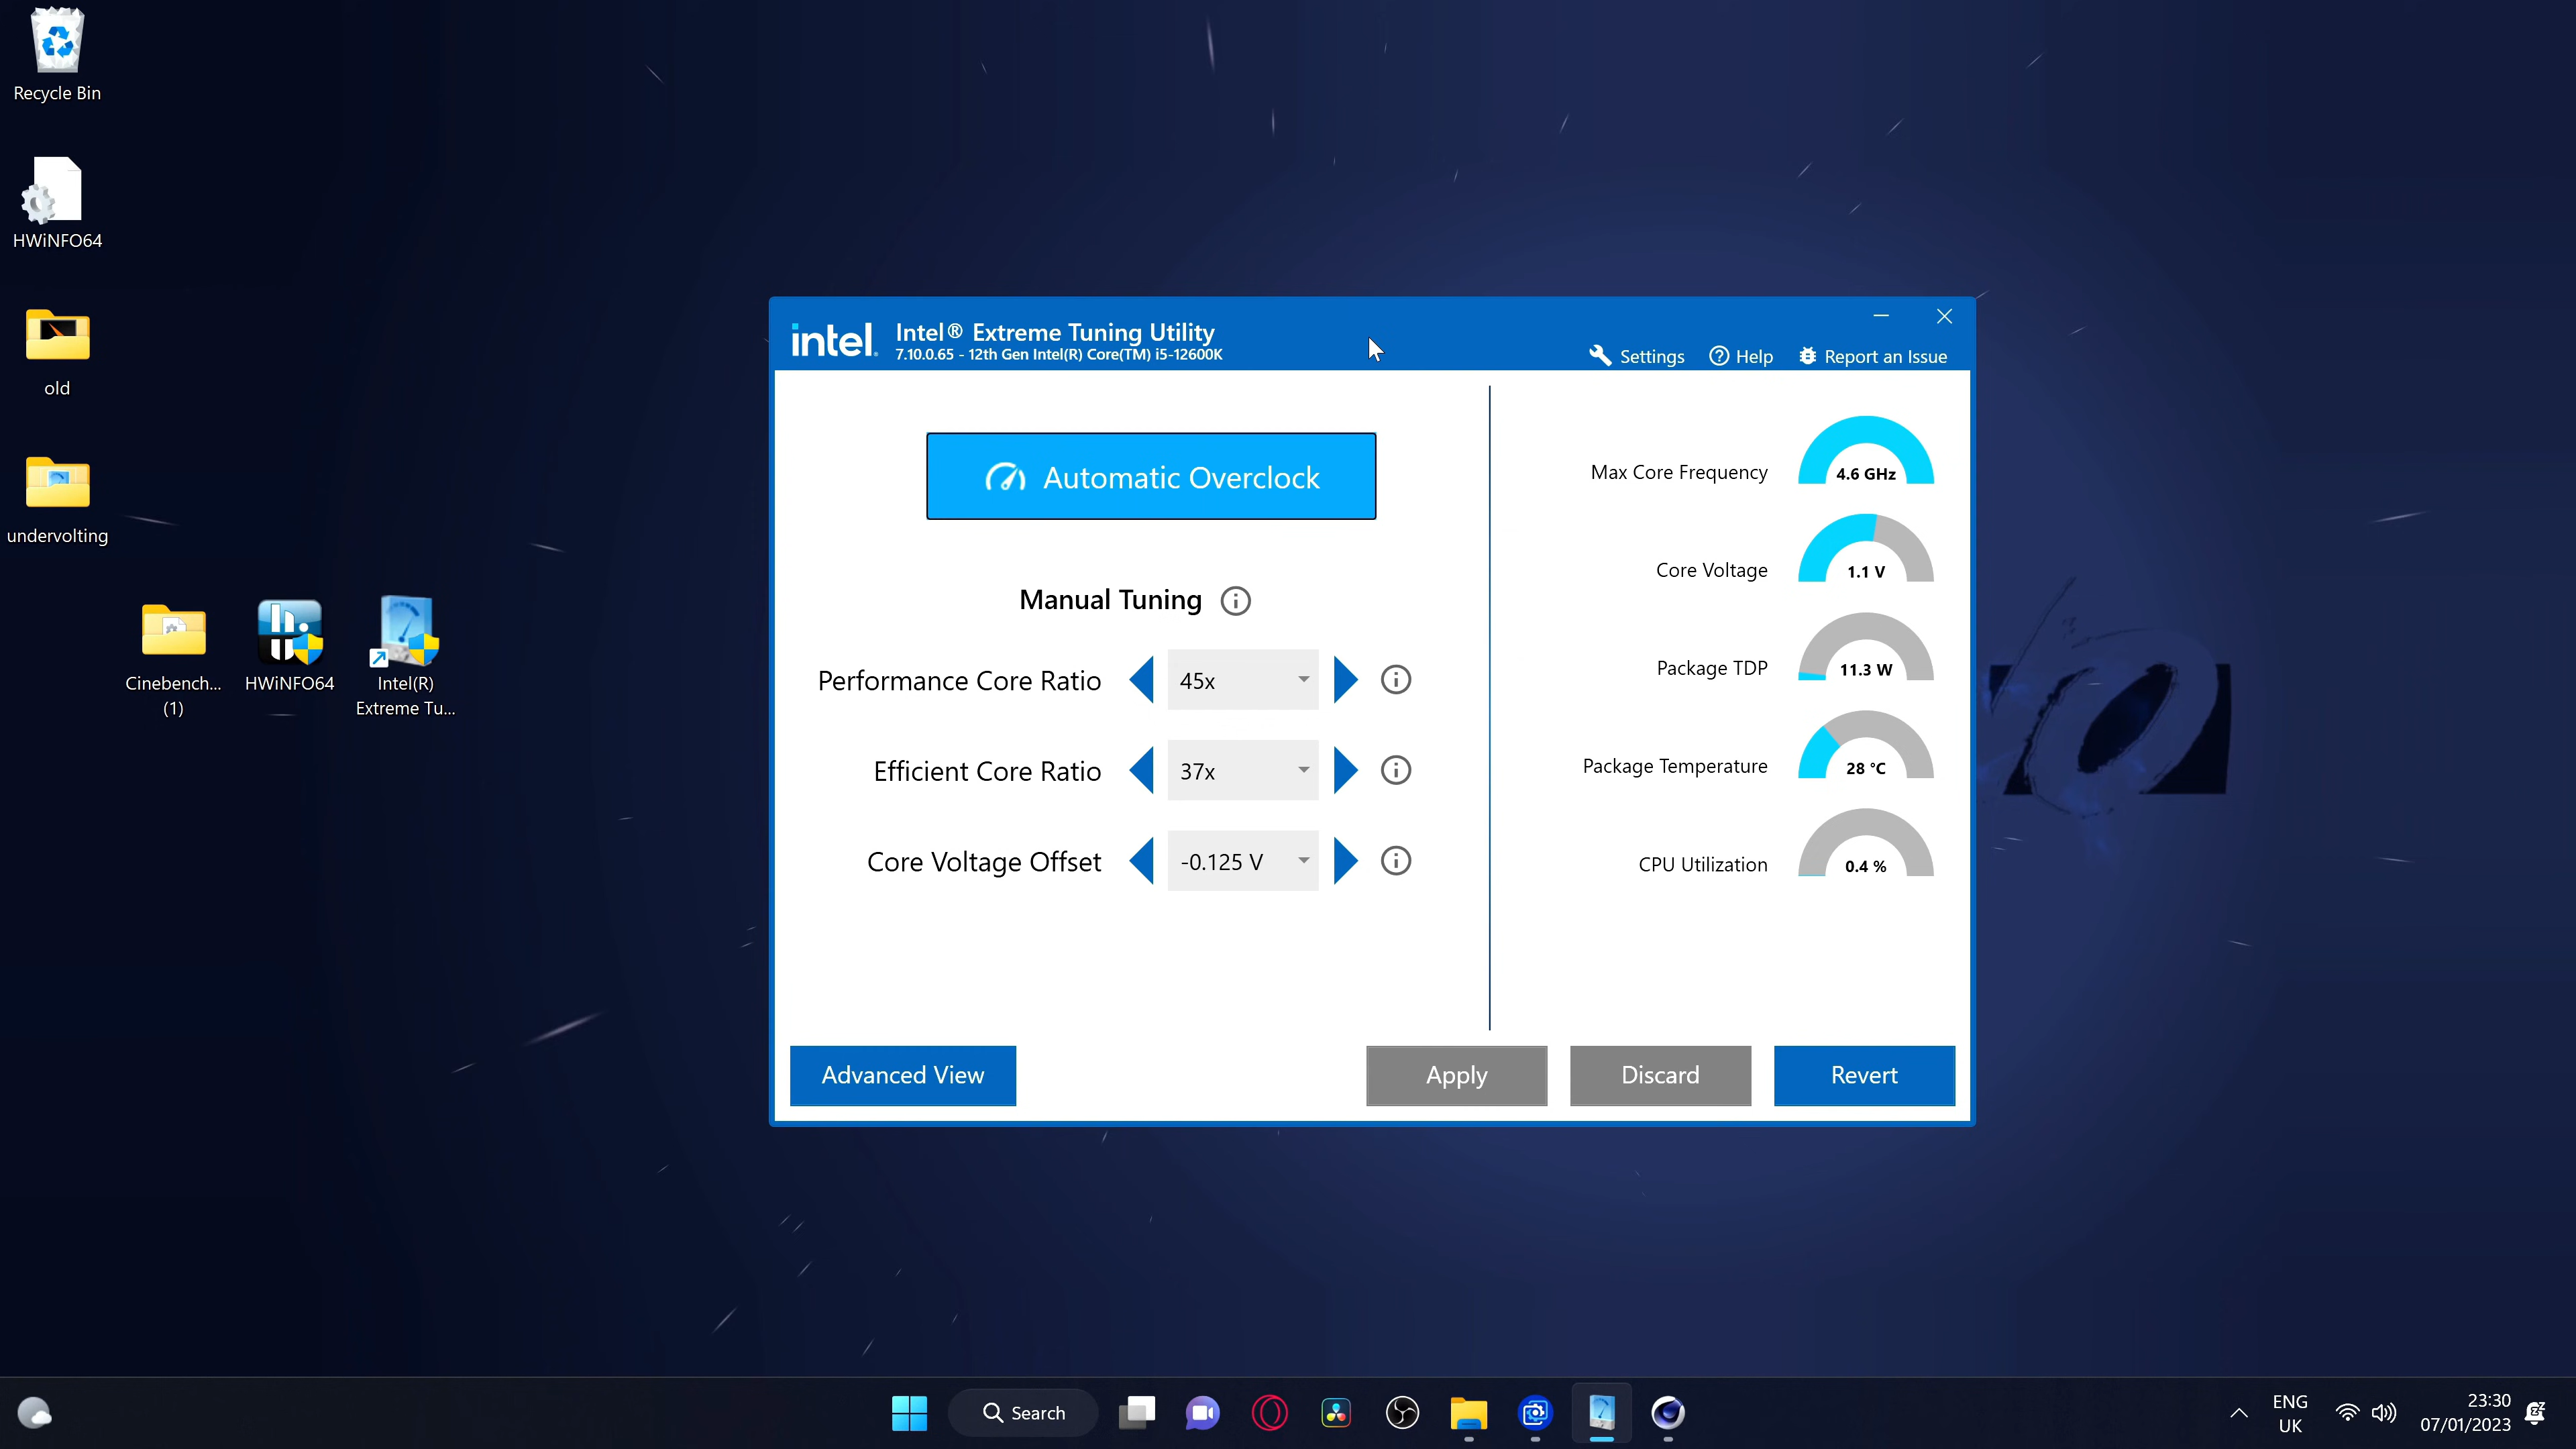 Recycle Bin
HWiNFO64
old
undervolting
Cinebench...
(1)
HWiNFO64
Intel(R)
Extreme Tu...
intel.
Intel® Extreme Tuning Utility
7.10.0.65 - 12th Gen Intel(R) Core(TM) i5-12600K
Settings
Help
Report an Issue
Automatic Overclock
Manual Tuning
Performance Core Ratio
45x
Efficient Core Ratio
37x
Core Voltage Offset
-0.125 V
Max Core Frequency
4.6 GHz
Core Voltage
1.1 V
Package TDP
11.3 W
Package Temperature
28 °C
CPU Utilization
0.4 %
Advanced View
Apply
Discard
Revert
Search
ENG
UK
23:30
07/01/2023